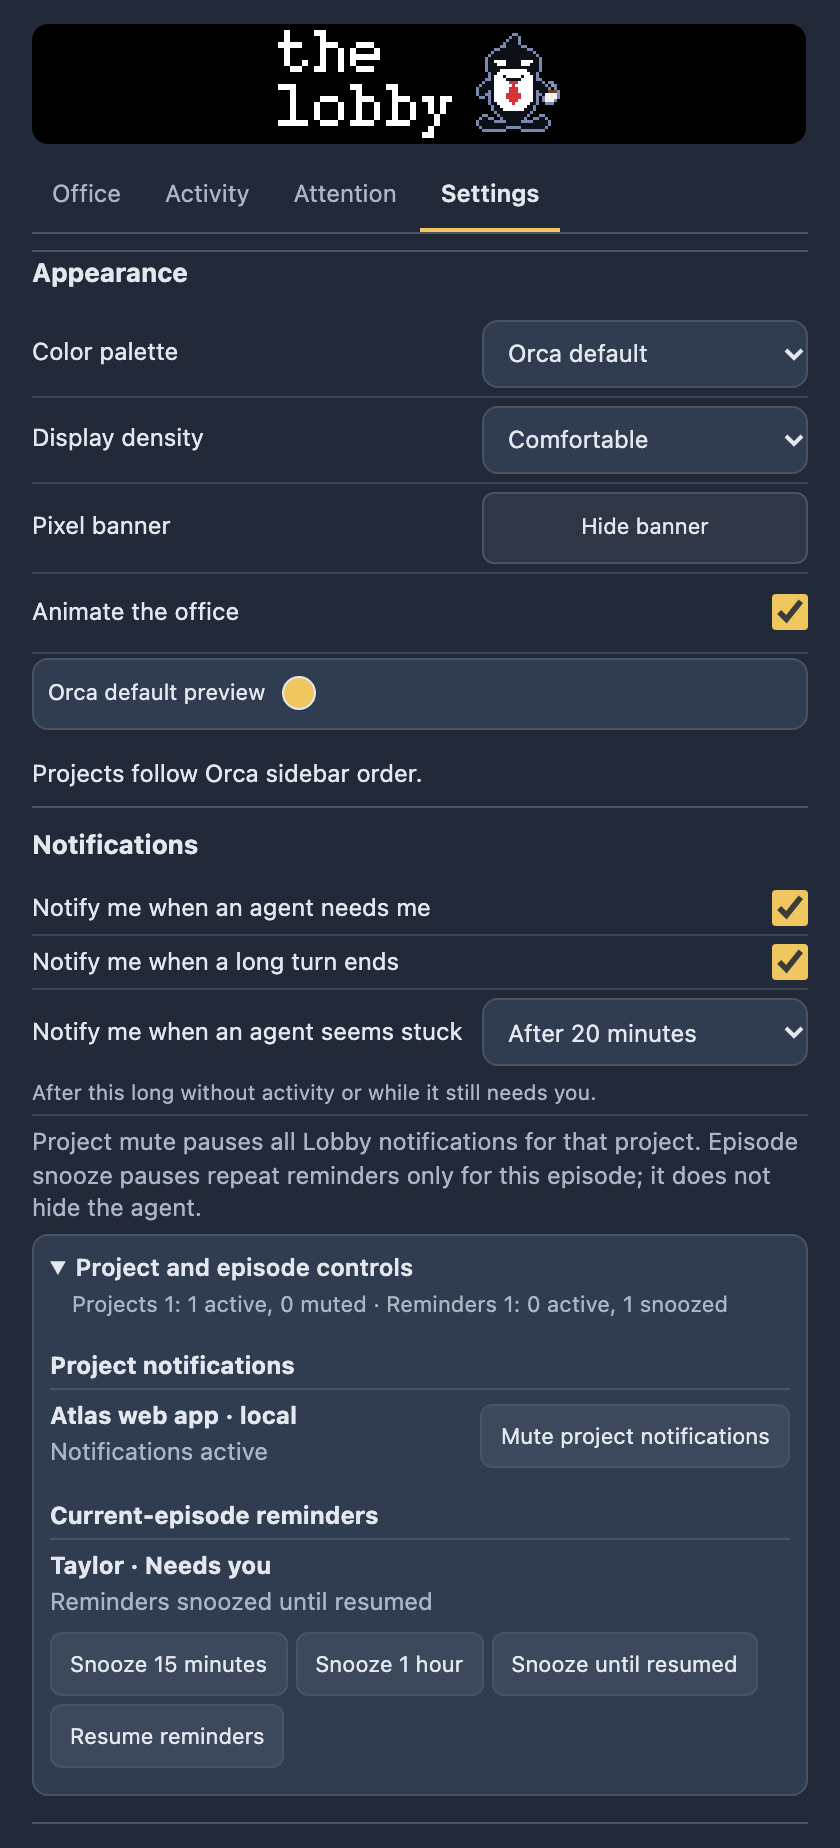 the
lobby
Office Activity Attention Settings
Appearance
Color palette
Orca default
Display density
Comfortable
Pixel banner
Hide banner
Animate the office
Orca default preview
Projects follow Orca sidebar order.
Notifications
Notify me when an agent needs me
Notify me when a long turn ends
Notify me when an agent seems stuck
After 20 minutes
After this long without activity or while it still needs you.
Project mute pauses all Lobby notifications for that project. Episode
snooze pauses repeat reminders only for this episode; it does not
hide the agent.
▼ Project and episode controls
Projects 1: 1 active, 0 muted · Reminders 1: 0 active, 1 snoozed
Project notifications
Atlas web app · local
Notifications active
Mute project notifications
Current-episode reminders
Taylor · Needs you
Reminders snoozed until resumed
Snooze 15 minutes
Snooze 1 hour
Snooze until resumed
Resume reminders